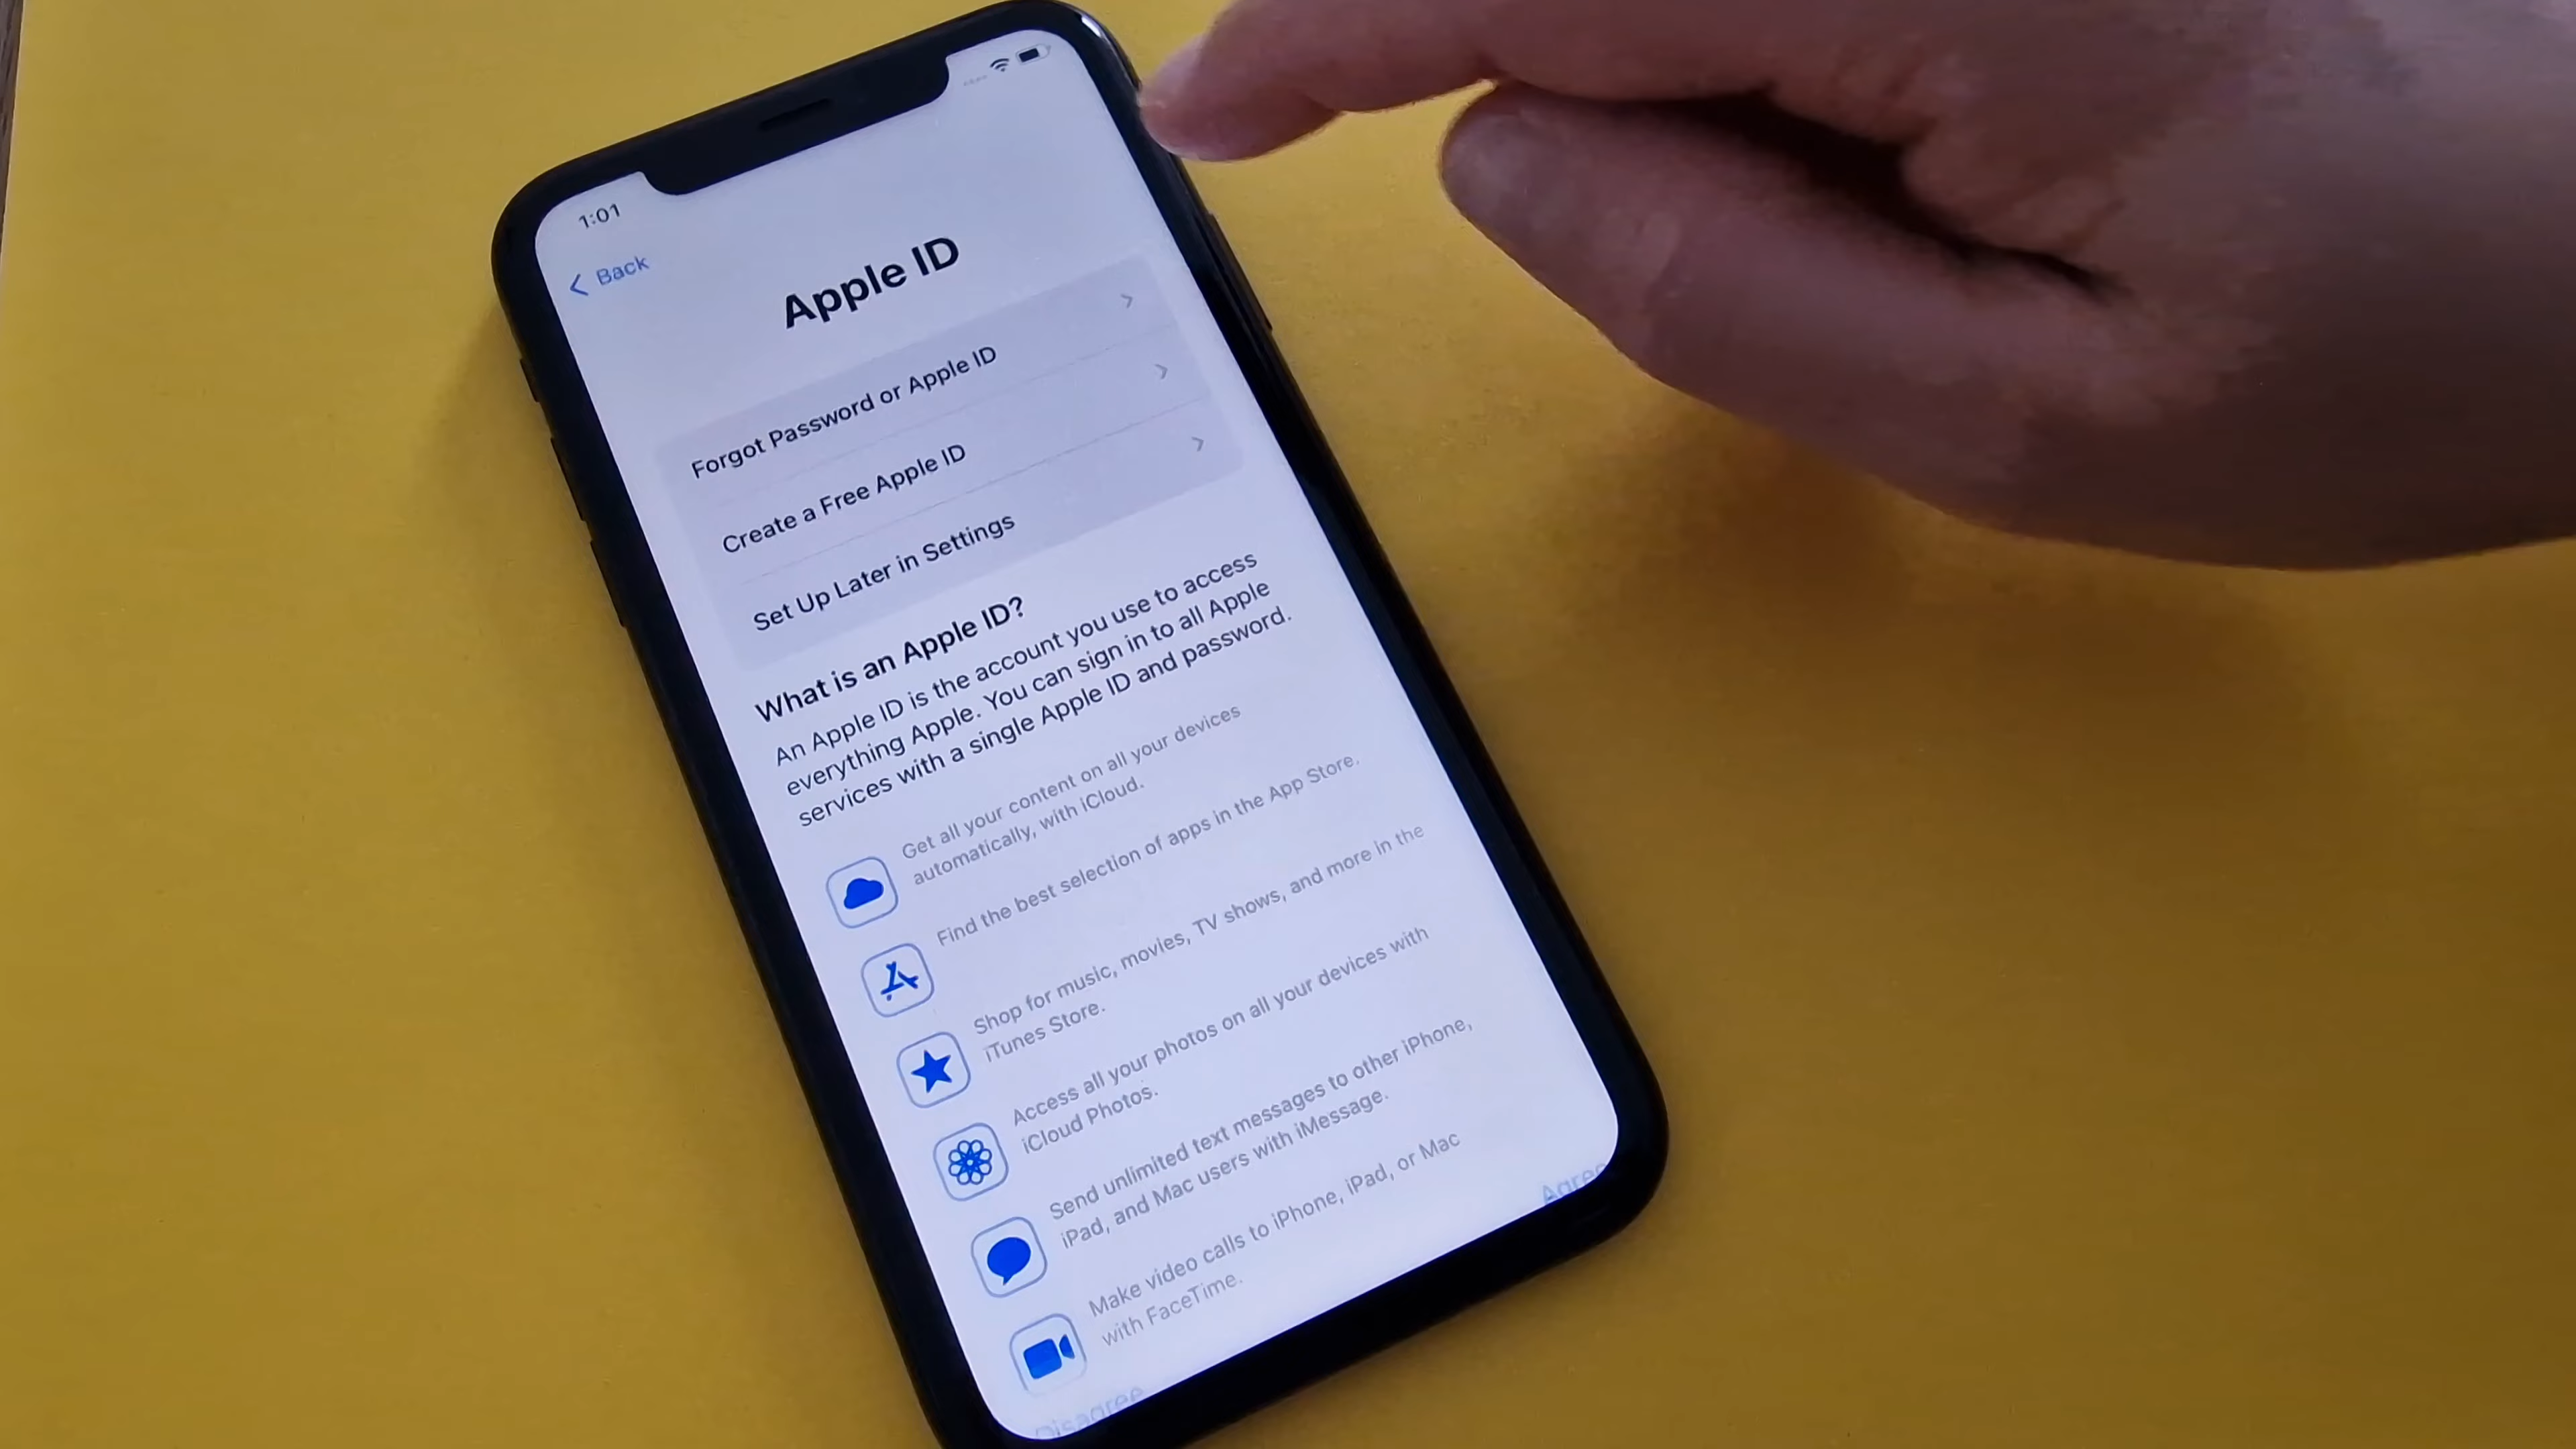 1:01
Back
Apple ID
Forgot Password or Apple ID
Create a Free Apple ID
Set Up Later in Settings
What is an Apple ID?
An Apple ID is the account you use to access
everything Apple. You can sign in to all Apple
services with a single Apple ID and password.
Get all your content on all your devices
automatically, with iCloud.
Find the best selection of apps in the App Store.
Shop for music, movies, TV shows, and more in the
iTunes Store.
Access all your photos on all your devices with
iCloud Photos.
Send unlimited text messages to other iPhone,
iPad, and Mac users with iMessage.
Make video calls to iPhone, iPad, or Mac
with FaceTime.
Disagree
Agree